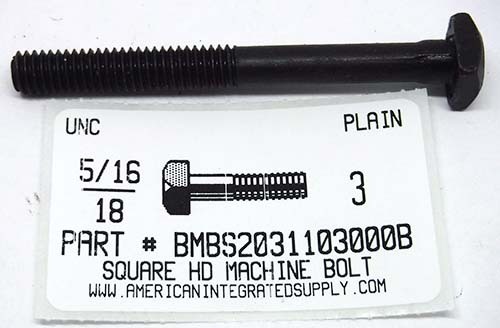 UNC PLAIN
5/16
18
3
PART # BMBS2031103000B
SQUARE HD MACHINE BOLT
WWW.AMERICANINTEGRATEDSUPPLY.COM